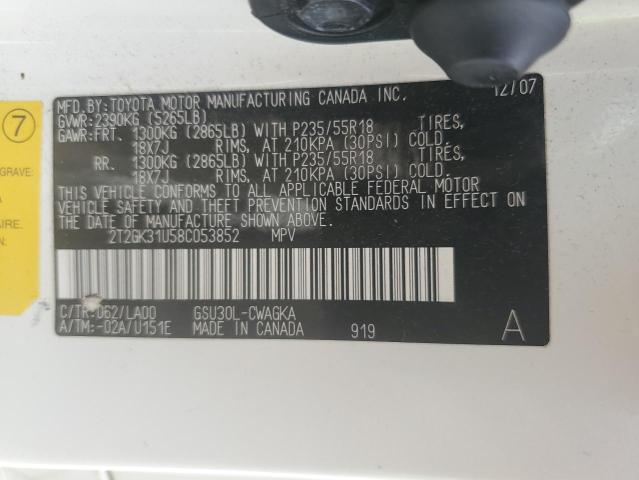 MFD.BY:TOYOTA MOTOR MANUFACTURING CANADA INC. 12/07
GVWR:2390KG (5265LB)
GAWR:FRT. 1300KG (2865LB) WITH P235/55R18 TIRES,
18X7J RIMS, AT 210KPA (30PSI) COLD.
RR. 1300KG (2865LB) WITH P235/55R18 TIRES,
18X7J RIMS, AT 210KPA (30PSI) COLD.
THIS VEHICLE CONFORMS TO ALL APPLICABLE FEDERAL MOTOR
VEHICLE SAFETY AND THEFT PREVENTION STANDARDS IN EFFECT ON
THE DATE OF MANUFACTURE SHOWN ABOVE.
2T2GK31U58C053852 MPV
C/TR:062/LA00 GSU30L-CWAGKA
A/TM:-02A/U151E MADE IN CANADA 919 A
7
GRAVE:
AIRE.